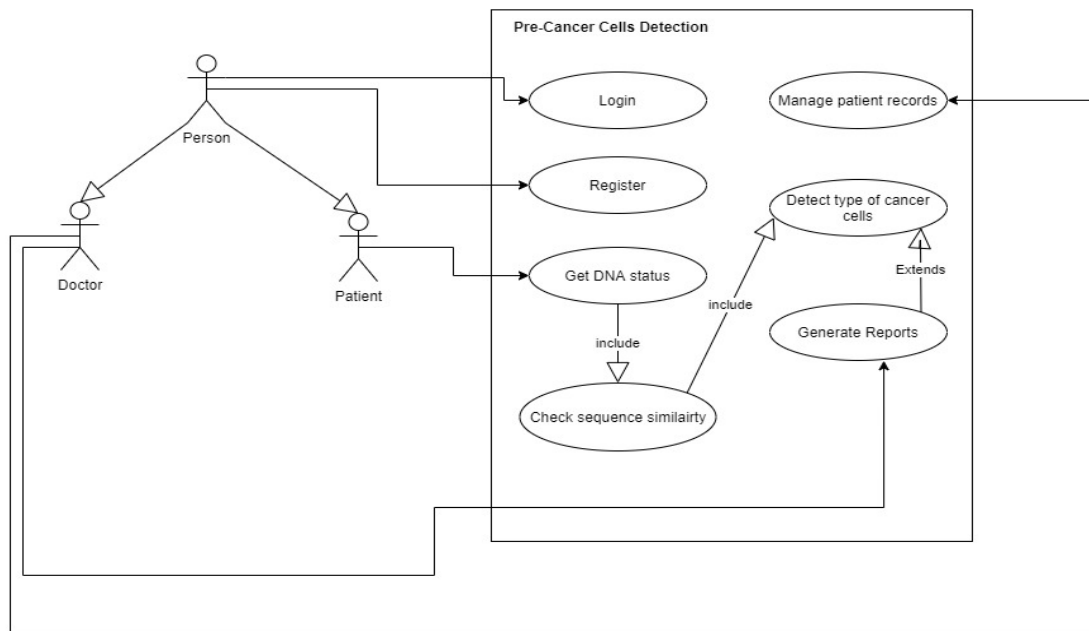 Pre-Cancer Cells Detection
Login
Manage patient records
Person
Register
Detect type of cancer
cells
Doctor
Patient
Get DNA status
Extends
include
include
Generate Reports
Check sequence similairty